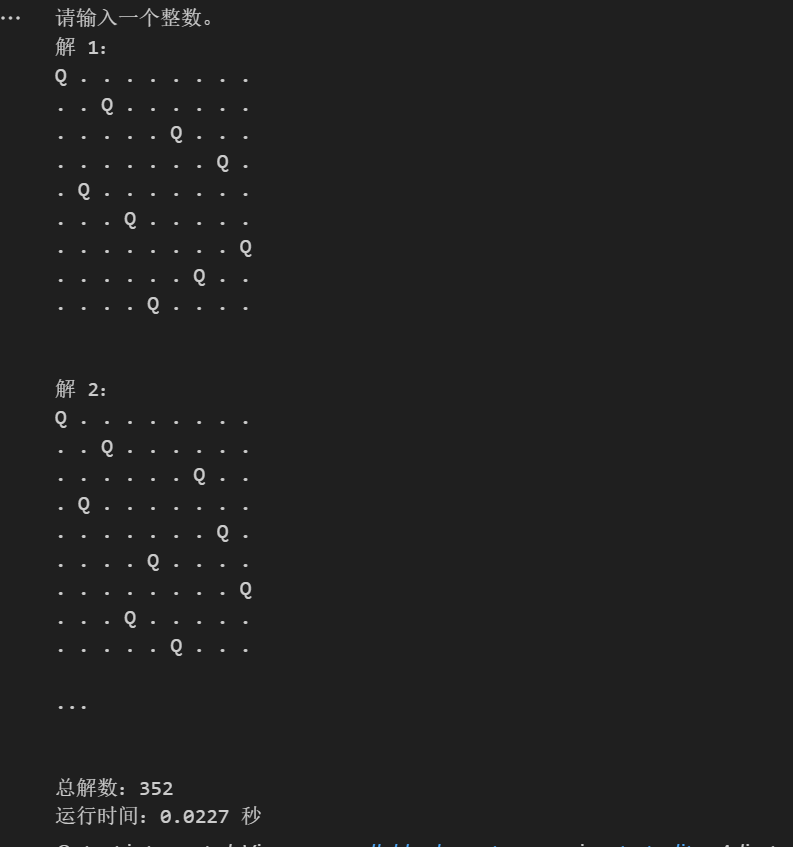 ...
请输入一个整数。
解 1：
Q . . . . . . . .
. . Q . . . . . .
. . . . . Q . . .
. . . . . . . Q .
. Q . . . . . . .
. . . Q . . . . .
. . . . . . . . Q
. . . . . . Q . .
. . . . Q . . . .
解 2：
Q . . . . . . . .
. . Q . . . . . .
. . . . . . Q . .
. Q . . . . . . .
. . . . . . . Q .
. . . . Q . . . .
. . . . . . . . Q
. . . Q . . . . .
. . . . . Q . . .
...
总解数：352
运行时间：0.0227 秒